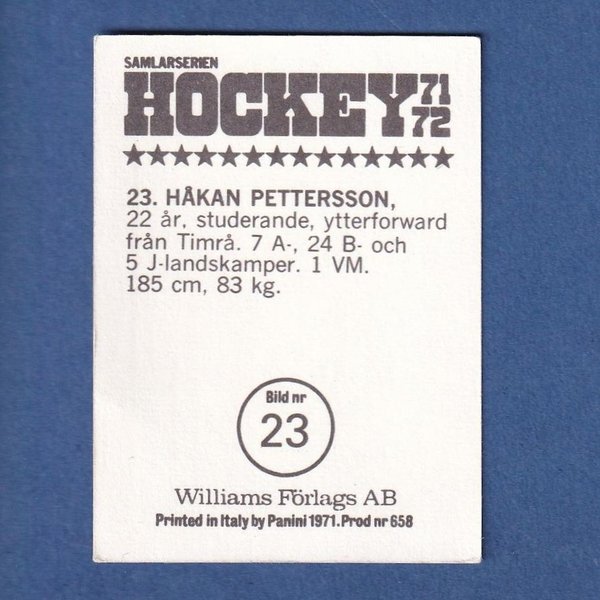 SAMLARSERIEN
HOCKEY 71 72
★★★★★★★★★★★★★★
23. HÅKAN PETTERSSON,
22 år, studerande, ytterforward
från Timrå. 7 A-, 24 B- och
5 J-landskamper. 1 VM.
185 cm, 83 kg.
Bild nr
23
Williams Förlags AB
Printed in Italy by Panini 1971. Prod nr 658